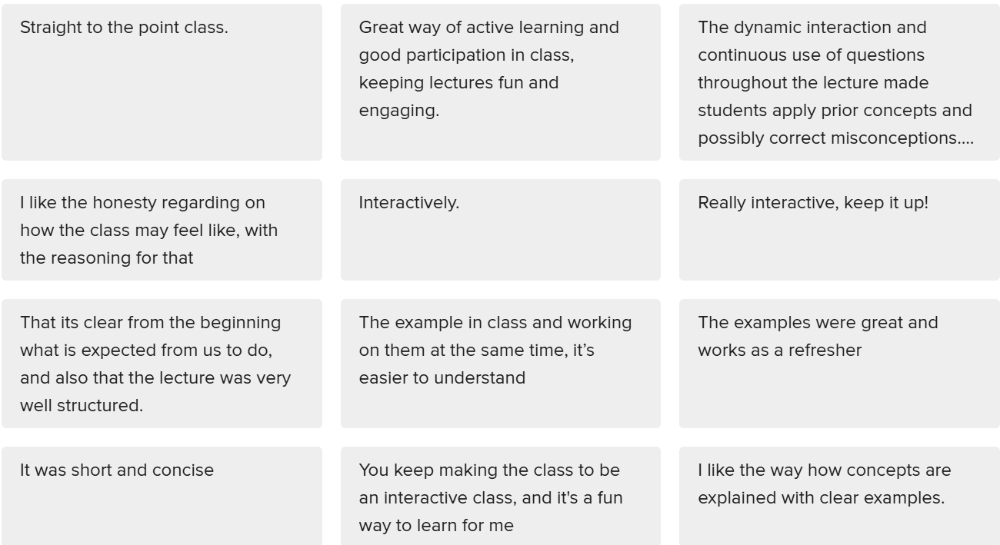 Straight to the point class.
Great way of active learning and
good participation in class,
keeping lectures fun and
engaging.
The dynamic interaction and
continuous use of questions
throughout the lecture made
students apply prior concepts and
possibly correct misconceptions....
I like the honesty regarding on
how the class may feel like, with
the reasoning for that
Interactively.
Really interactive, keep it up!
That its clear from the beginning
what is expected from us to do,
and also that the lecture was very
well structured.
The example in class and working
on them at the same time, it’s
easier to understand
The examples were great and
works as a refresher
It was short and concise
You keep making the class to be
an interactive class, and it's a fun
way to learn for me
I like the way how concepts are
explained with clear examples.